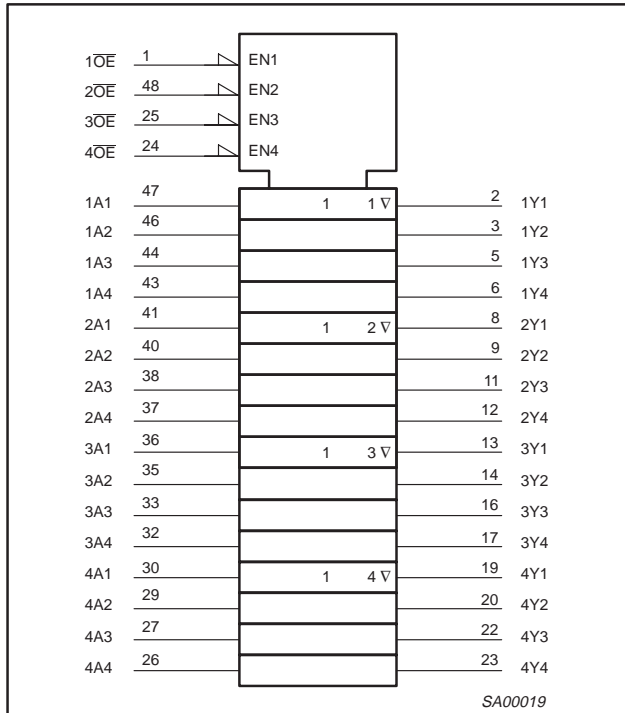 1O̅E̅ 1 EN1
2O̅E̅ 48 EN2
3O̅E̅ 25 EN3
4O̅E̅ 24 EN4
1A1 47 1 1 ∇ 2 1Y1
1A2 46 3 1Y2
1A3 44 5 1Y3
1A4 43 6 1Y4
2A1 41 1 2 ∇ 8 2Y1
2A2 40 9 2Y2
2A3 38 11 2Y3
2A4 37 12 2Y4
3A1 36 1 3 ∇ 13 3Y1
3A2 35 14 3Y2
3A3 33 16 3Y3
3A4 32 17 3Y4
4A1 30 1 4 ∇ 19 4Y1
4A2 29 20 4Y2
4A3 27 22 4Y3
4A4 26 23 4Y4
SA00019